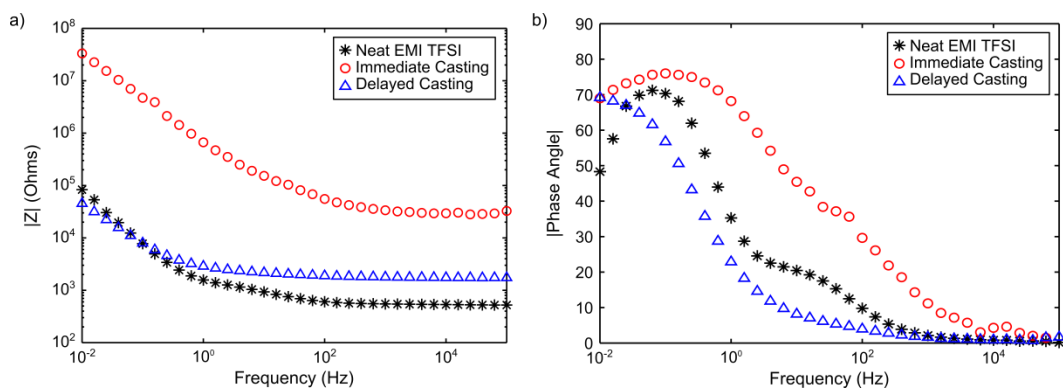 a)
10^8
10^7
10^6
10^5
10^4
10^3
10^2
|Z| (Ohms)
10^-2
10^0
10^2
10^4
Frequency (Hz)
Neat EMI TFSI
Immediate Casting
Delayed Casting
b)
90
80
70
60
50
40
30
20
10
0
|Phase Angle|
10^-2
10^0
10^2
10^4
Frequency (Hz)
Neat EMI TFSI
Immediate Casting
Delayed Casting